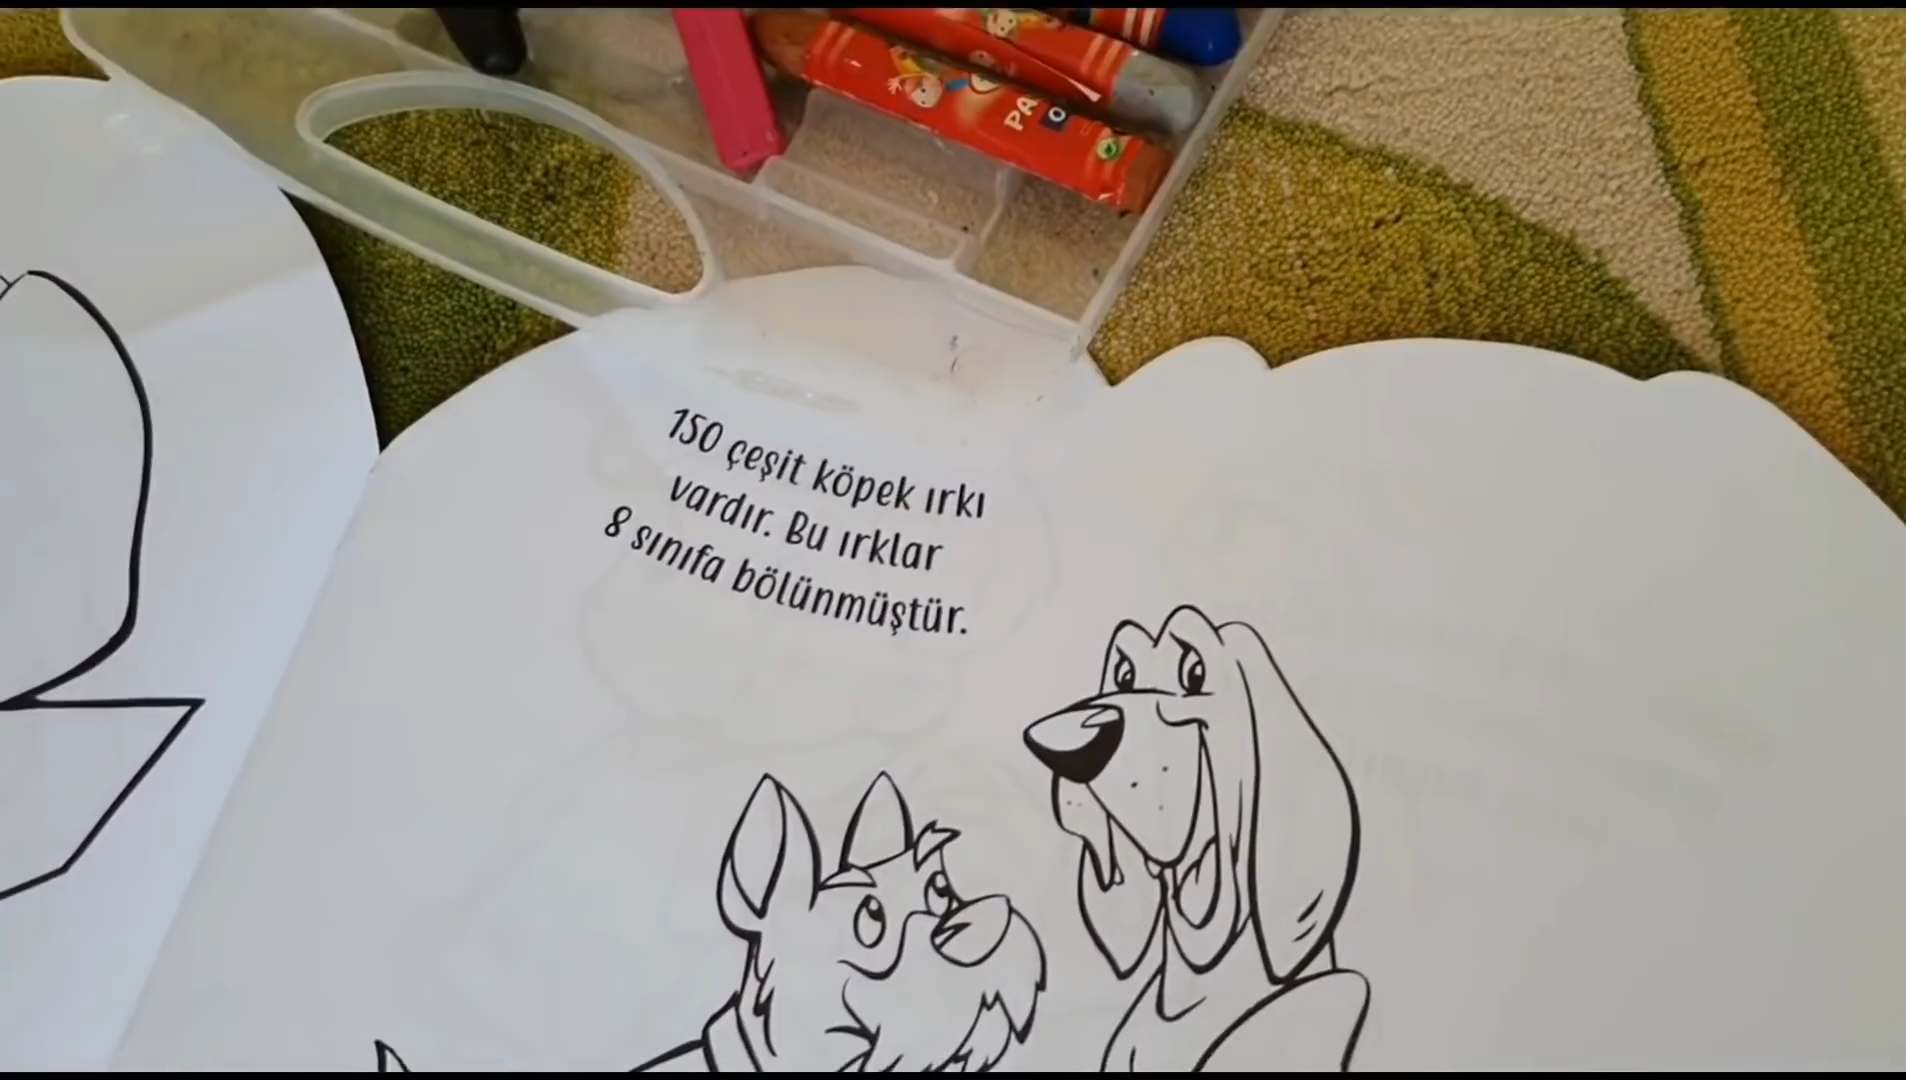 150 çeşit köpek ırkı
vardır. Bu ırklar
8 sınıfa bölünmüştür.